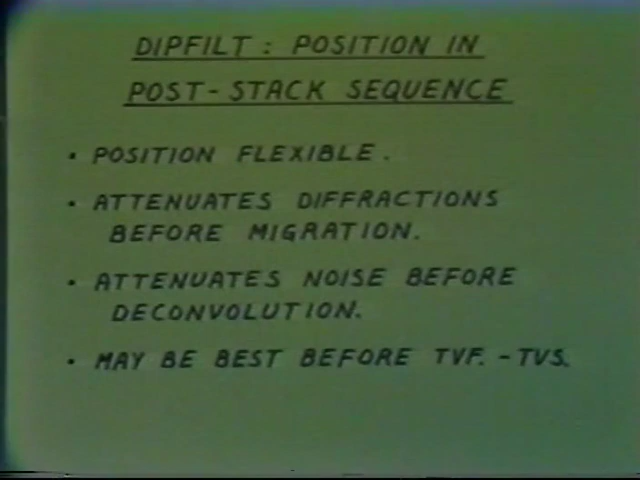 DIPFILT : POSITION IN
POST-STACK SEQUENCE
• POSITION FLEXIBLE.
• ATTENUATES DIFFRACTIONS
BEFORE MIGRATION.
• ATTENUATES NOISE BEFORE
DECONVOLUTION.
• MAY BE BEST BEFORE TVF. - TVS.